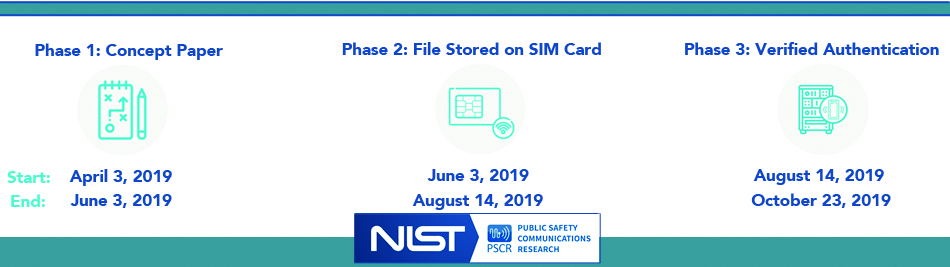 Phase 1: Concept Paper
Phase 2: File Stored on SIM Card
Phase 3: Verified Authentication
Start: April 3, 2019
June 3, 2019
August 14, 2019
End: June 3, 2019
August 14, 2019
October 23, 2019
NIST
PSCR
PUBLIC SAFETY
COMMUNICATIONS
RESEARCH